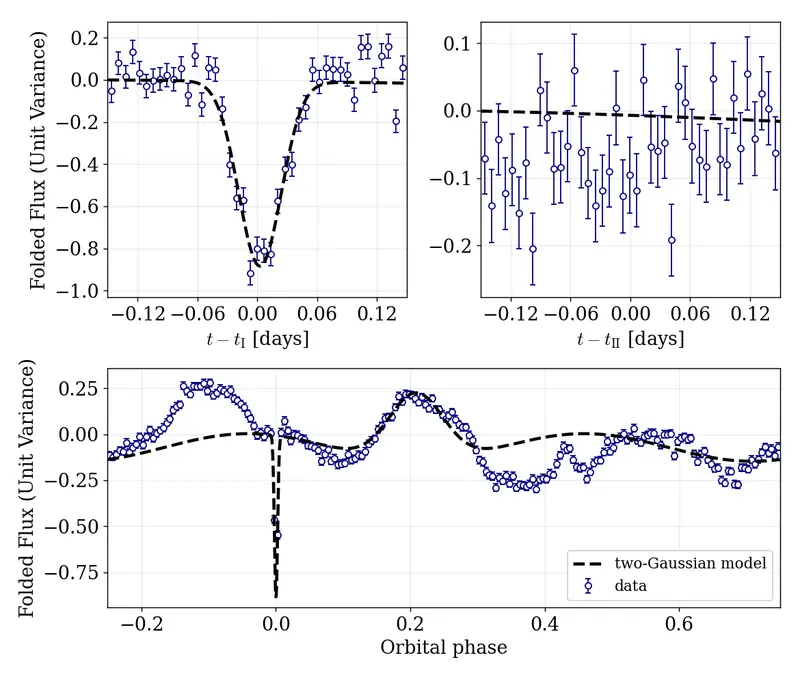 Folded Flux (Unit Variance)
0.2
0.0
−0.2
−0.4
−0.6
−0.8
−1.0
−0.12 −0.06 0.00 0.06 0.12
t − tI [days]
0.1
0.0
−0.1
−0.2
−0.12 −0.06 0.00 0.06 0.12
t − tII [days]
Folded Flux (Unit Variance)
0.25
0.00
−0.25
−0.50
−0.75
−0.2 0.0 0.2 0.4 0.6
Orbital phase
two-Gaussian model
data